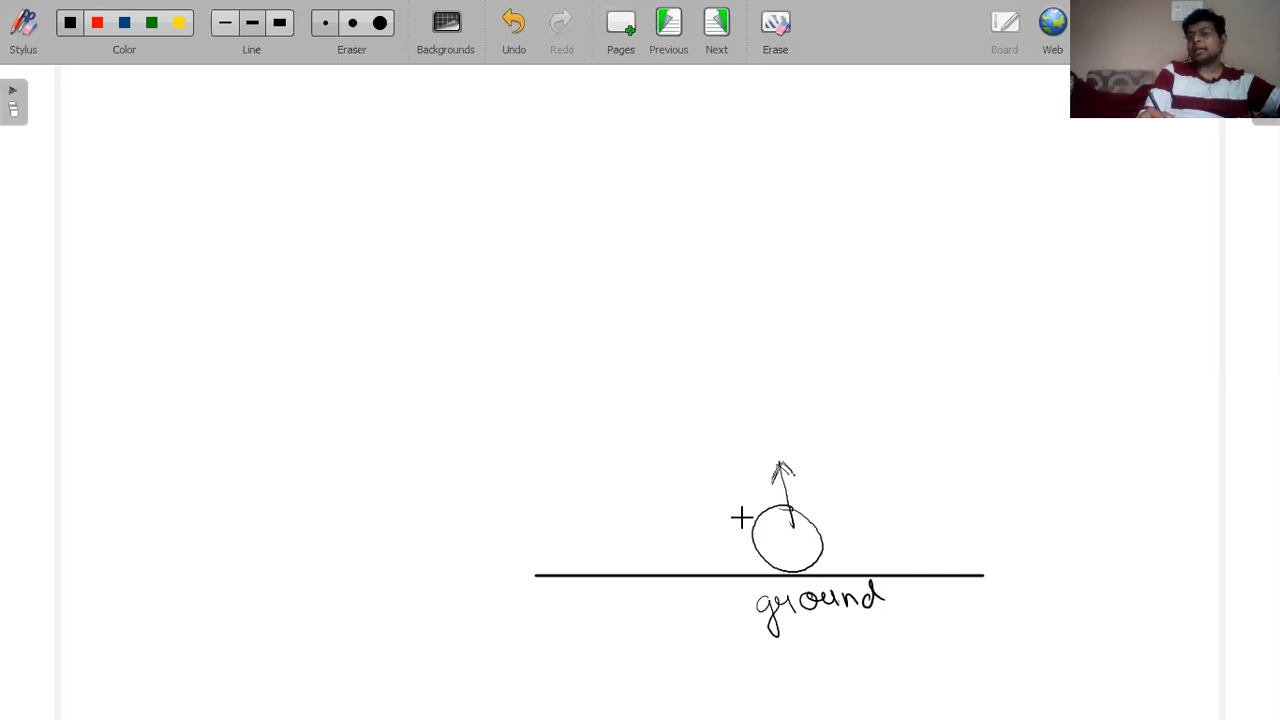 Stylus
Color
Line
Eraser
Backgrounds
Undo
Redo
Pages
Previous
Next
Erase
Board
Web
ground